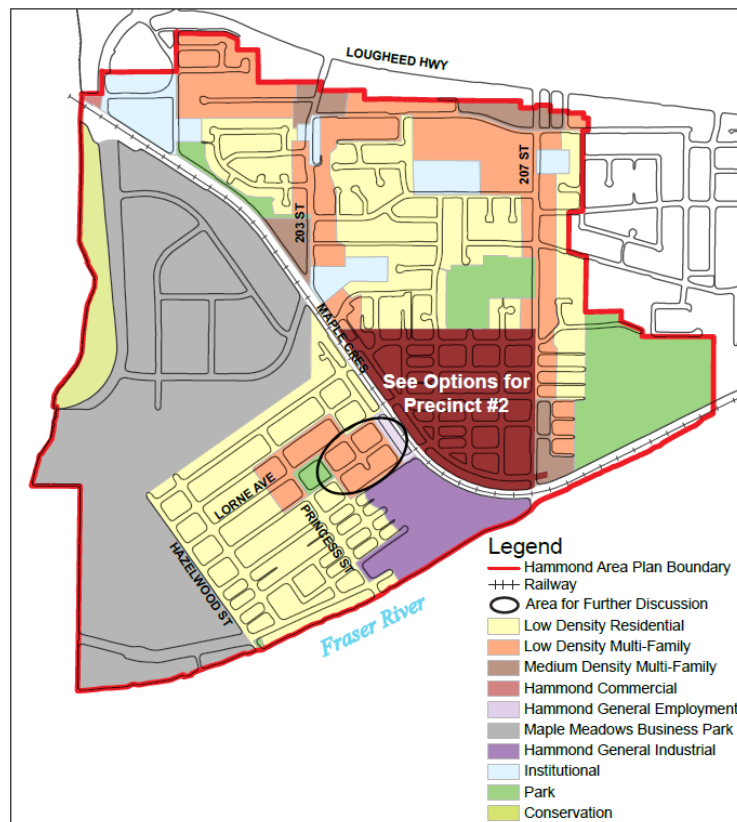 LOUGHEED HWY
207 ST
203 ST
MAPLE CRES
See Options for
Precinct #2
LORNE AVE
PRINCESS ST
HAZELWOOD ST
Fraser River
Legend
Hammond Area Plan Boundary
Railway
Area for Further Discussion
Low Density Residential
Low Density Multi-Family
Medium Density Multi-Family
Hammond Commercial
Hammond General Employment
Maple Meadows Business Park
Hammond General Industrial
Institutional
Park
Conservation